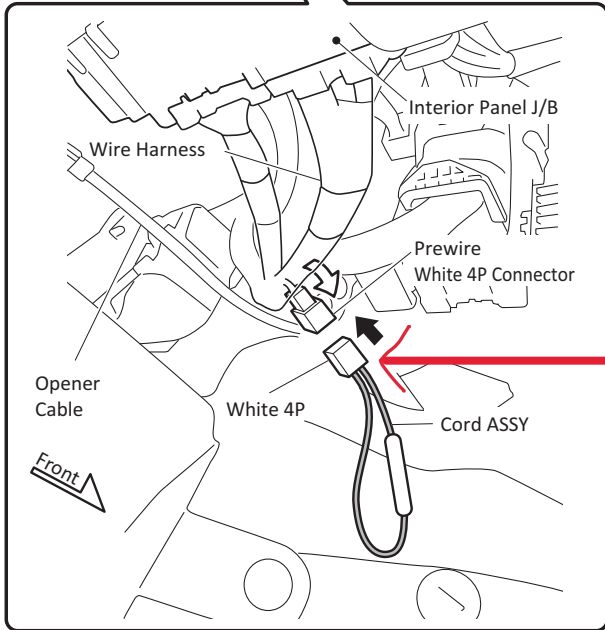 Interior Panel J/B
Wire Harness
Prewire
White 4P Connector
Opener
Cable
White 4P
Cord ASSY
Front